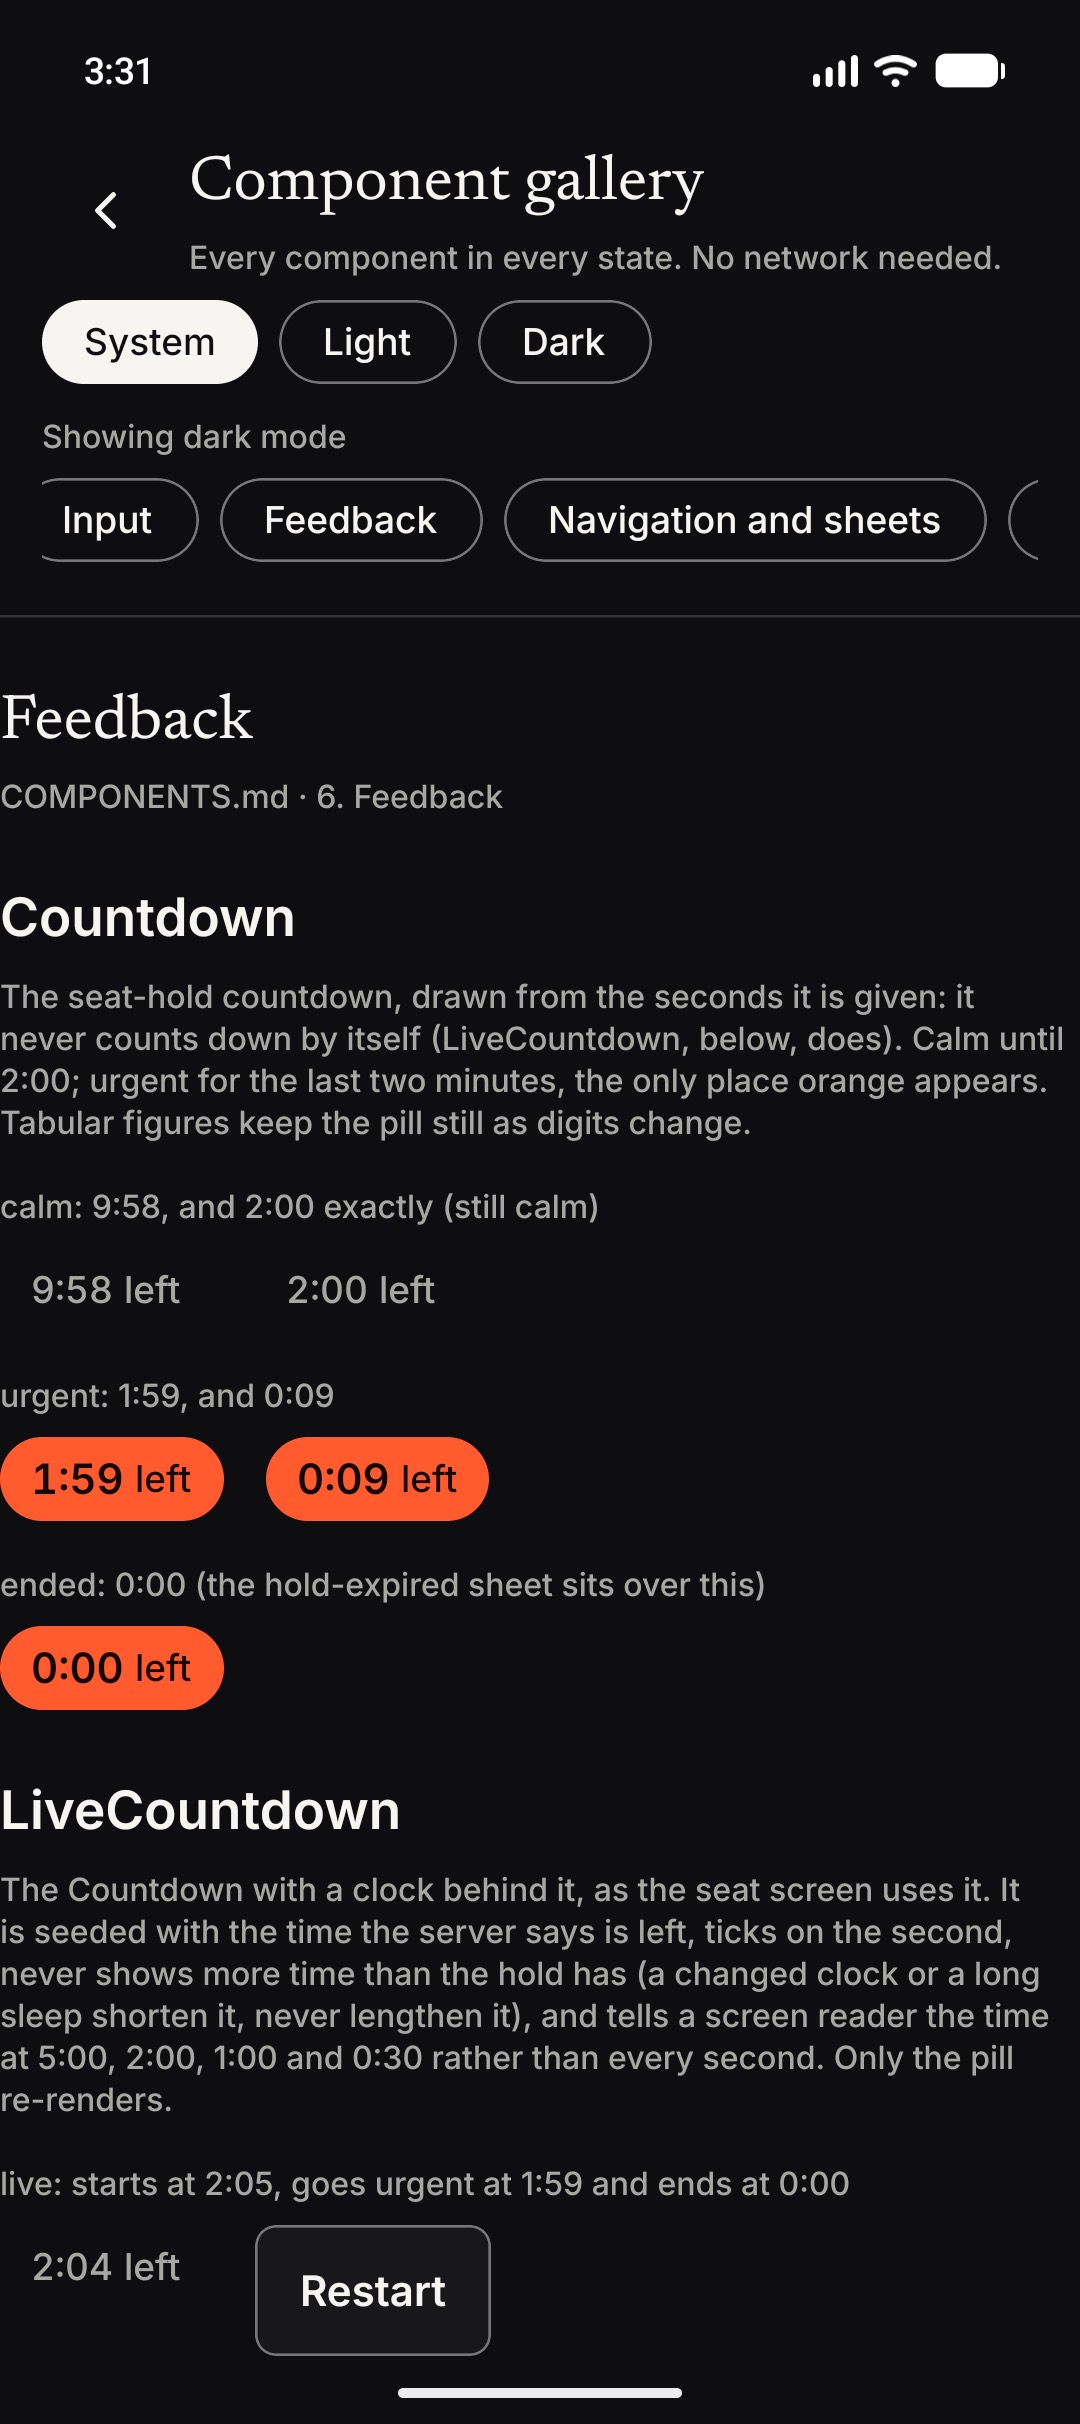 3:31
Component gallery
Every component in every state. No network needed.
System
Light
Dark
Showing dark mode
Input
Feedback
Navigation and sheets
Feedback
COMPONENTS.md · 6. Feedback
Countdown
The seat-hold countdown, drawn from the seconds it is given: it
never counts down by itself (LiveCountdown, below, does). Calm until
2:00; urgent for the last two minutes, the only place orange appears.
Tabular figures keep the pill still as digits change.
calm: 9:58, and 2:00 exactly (still calm)
9:58 left
2:00 left
urgent: 1:59, and 0:09
1:59 left
0:09 left
ended: 0:00 (the hold-expired sheet sits over this)
0:00 left
LiveCountdown
The Countdown with a clock behind it, as the seat screen uses it. It
is seeded with the time the server says is left, ticks on the second,
never shows more time than the hold has (a changed clock or a long
sleep shorten it, never lengthen it), and tells a screen reader the time
at 5:00, 2:00, 1:00 and 0:30 rather than every second. Only the pill
re-renders.
live: starts at 2:05, goes urgent at 1:59 and ends at 0:00
2:04 left
Restart